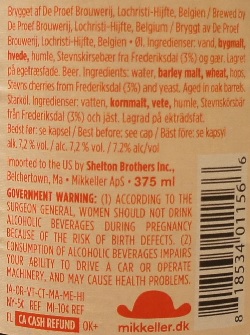 Brygget af De Proef Brouwerij, Lochristi-Hijfte, Belgien / Brewed by
De Proef Brouwerij, Lochristi-Hijfte, Belgium / Bryggt av De Proef
Brouwerij, Lochristi-Hijfte, Belgien • Øl. Ingredienser: vand, bygmalt,
hvede, humle, Stevnskirsebær fra Frederiksdal (3%) og gær. Lagret
på egetræsfade. Beer. Ingredients: water, barley malt, wheat, hops,
Stevns cherries from Frederiksdal (3%) and yeast. Aged in oak barrels.
Starköl. Ingredienser: vatten, kornmalt, vete, humle, Stevnskörsbär
från Frederiksdal (3%) och jäst. Lagrad på ekträdsfat.
Bedst før: se kapsel / Best before: see cap / Bäst före: se kapsyl
alk. 7,2 % vol. / alc. 7,2 % vol. / 7.2% alc/vol
Imported to the US by Shelton Brothers Inc.,
Belchertown, Ma • Mikkeller ApS • 375 ml
GOVERNMENT WARNING: (1) ACCORDING TO THE
SURGEON GENERAL, WOMEN SHOULD NOT DRINK
ALCOHOLIC BEVERAGES DURING PREGNANCY
BECAUSE OF THE RISK OF BIRTH DEFECTS. (2)
CONSUMPTION OF ALCOHOLIC BEVERAGES IMPAIRS
YOUR ABILITY TO DRIVE A CAR OR OPERATE
MACHINERY, AND MAY CAUSE HEALTH PROBLEMS.
IA-DR-VT-CT-MA-ME-HI
NY-5¢ REF MI-10¢ REF
FL CA CASH REFUND OK+
mikkeller.dk
8 18534 01156 6